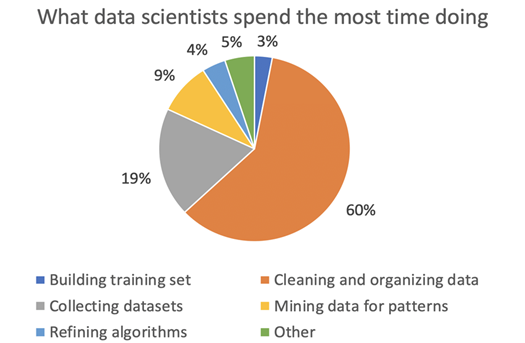 What data scientists spend the most time doing
5% 3%
4%
9%
19%
60%
Building training set Cleaning and organizing data
Collecting datasets Mining data for patterns
Refining algorithms Other